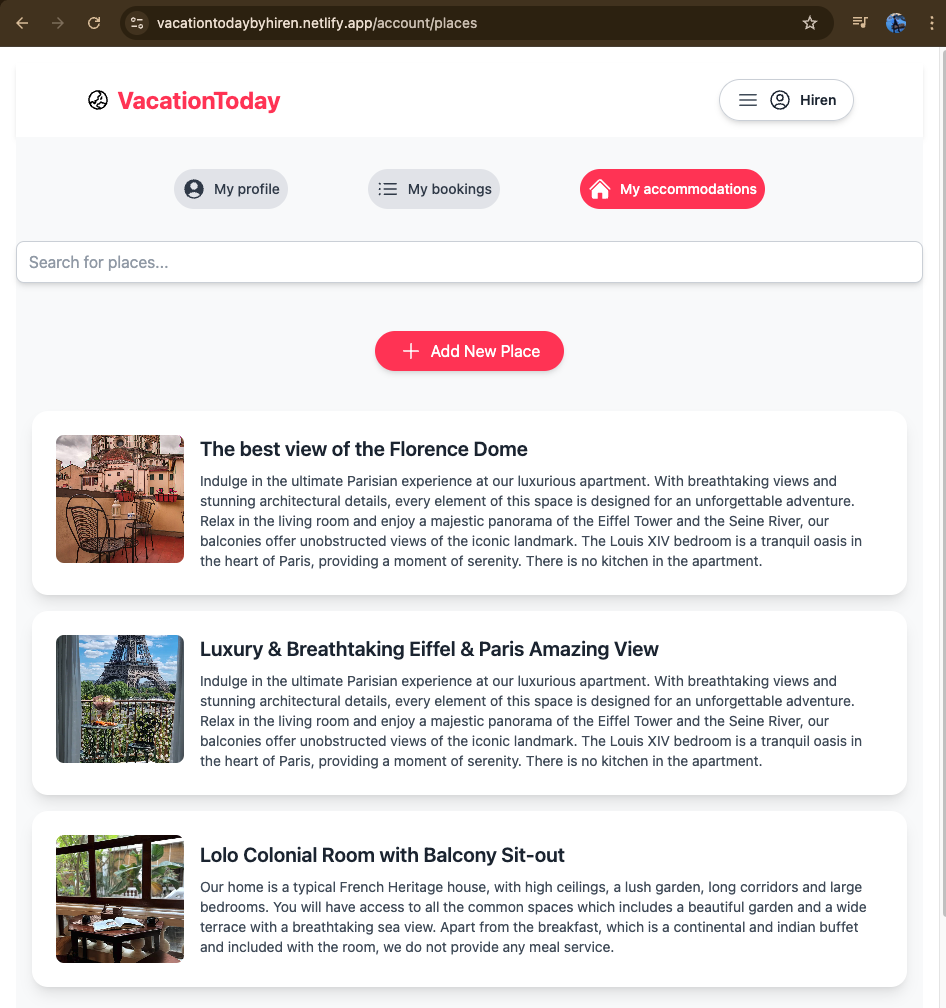 vacationtodaybyhiren.netlify.app/account/places
VacationToday
Hiren
My profile
My bookings
My accommodations
Search for places...
Add New Place
The best view of the Florence Dome
Indulge in the ultimate Parisian experience at our luxurious apartment. With breathtaking views and
stunning architectural details, every element of this space is designed for an unforgettable adventure.
Relax in the living room and enjoy a majestic panorama of the Eiffel Tower and the Seine River, our
balconies offer unobstructed views of the iconic landmark. The Louis XIV bedroom is a tranquil oasis in
the heart of Paris, providing a moment of serenity. There is no kitchen in the apartment.
Luxury & Breathtaking Eiffel & Paris Amazing View
Indulge in the ultimate Parisian experience at our luxurious apartment. With breathtaking views and
stunning architectural details, every element of this space is designed for an unforgettable adventure.
Relax in the living room and enjoy a majestic panorama of the Eiffel Tower and the Seine River, our
balconies offer unobstructed views of the iconic landmark. The Louis XIV bedroom is a tranquil oasis in
the heart of Paris, providing a moment of serenity. There is no kitchen in the apartment.
Lolo Colonial Room with Balcony Sit-out
Our home is a typical French Heritage house, with high ceilings, a lush garden, long corridors and large
bedrooms. You will have access to all the common spaces which includes a beautiful garden and a wide
terrace with a breathtaking sea view. Apart from the breakfast, which is a continental and indian buffet
and included with the room, we do not provide any meal service.